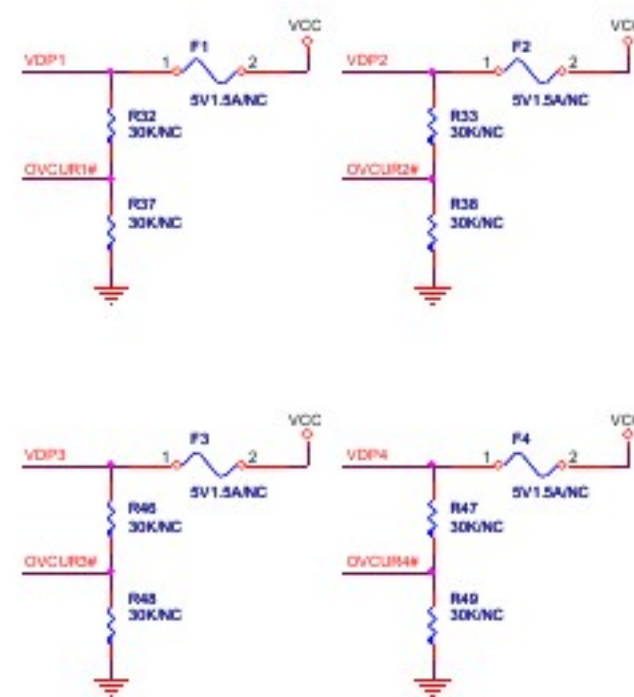 VCC
F1
VDP1
1
2
5V1.5A/NC
R32
30K/NC
OVCUR1#
R37
30K/NC
VCC
F2
VDP2
1
2
5V1.5A/NC
R33
30K/NC
OVCUR2#
R38
30K/NC
VCC
F3
VDP3
1
2
5V1.5A/NC
R46
30K/NC
OVCUR3#
R48
30K/NC
VCC
F4
VDP4
1
2
5V1.5A/NC
R47
30K/NC
OVCUR4#
R49
30K/NC